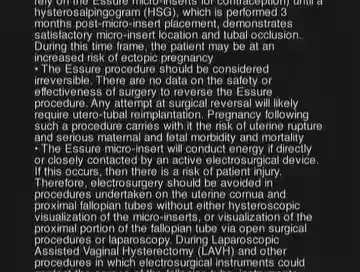 rely on the Essure micro-inserts for contraception) until a
hysterosalpingogram (HSG), which is performed 3
months post-micro-insert placement, demonstrates
satisfactory micro-insert location and tubal occlusion.
During this time frame, the patient may be at an
increased risk of ectopic pregnancy
• The Essure procedure should be considered
irreversible. There are no data on the safety or
effectiveness of surgery to reverse the Essure
procedure. Any attempt at surgical reversal will likely
require utero-tubal reimplantation. Pregnancy following
such a procedure carries with it the risk of uterine rupture
and serious maternal and fetal morbidity and mortality
• The Essure micro-insert will conduct energy if directly
or closely contacted by an active electrosurgical device.
If this occurs, then there is a risk of patient injury.
Therefore, electrosurgery should be avoided in
procedures undertaken on the uterine cornua and
proximal fallopian tubes without either hysteroscopic
visualization of the micro-inserts, or visualization of the
proximal portion of the fallopian tube via open surgical
procedures or laparoscopy. During Laparoscopic
Assisted Vaginal Hysterectomy (LAVH) and other
procedures in which electrosurgical instruments could